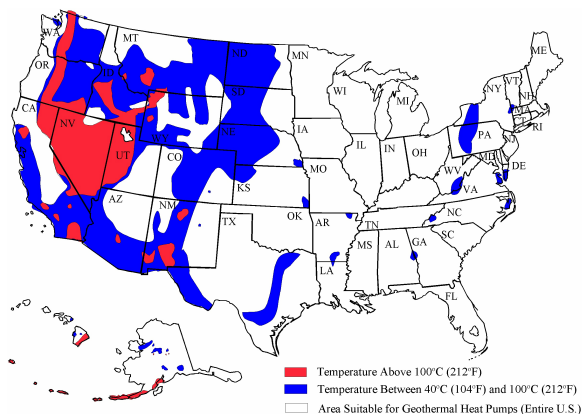 WA
MT
ND
MN
ME
OR
ID
SD
WI
MI
NY
VT
NH
MA
CT
RI
CA
NV
UT
WY
NE
IA
IL
IN
OH
PA
NJ
MD
DE
CO
KS
MO
WV
VA
AZ
NM
TX
OK
AR
TN
NC
SC
MS
AL
GA
LA
FL
Temperature Above 100°C (212°F)
Temperature Between 40°C (104°F) and 100°C (212°F)
Area Suitable for Geothermal Heat Pumps (Entire U.S.)